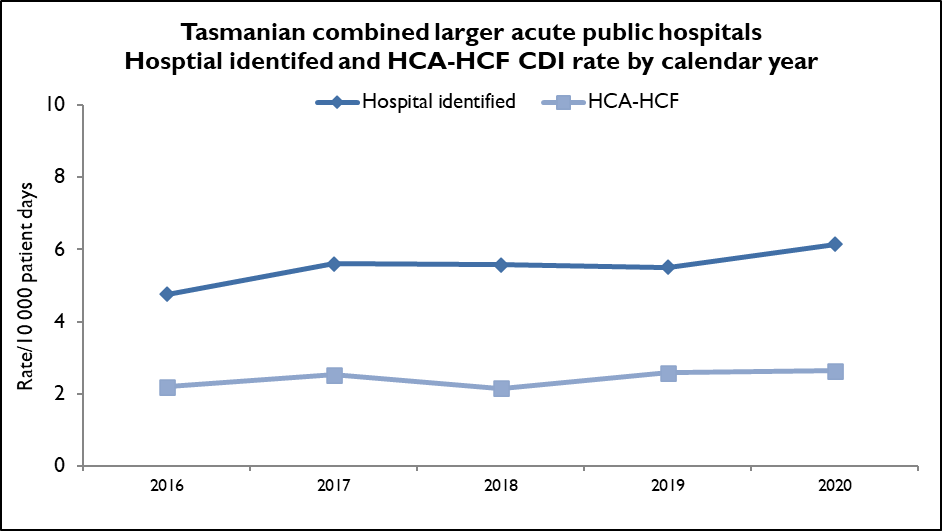 Tasmanian combined larger acute public hospitals
Hosptial identifed and HCA-HCF CDI rate by calendar year
Hospital identified HCA-HCF
Rate/10 000 patient days
10
8
6
4
2
0
2016 2017 2018 2019 2020